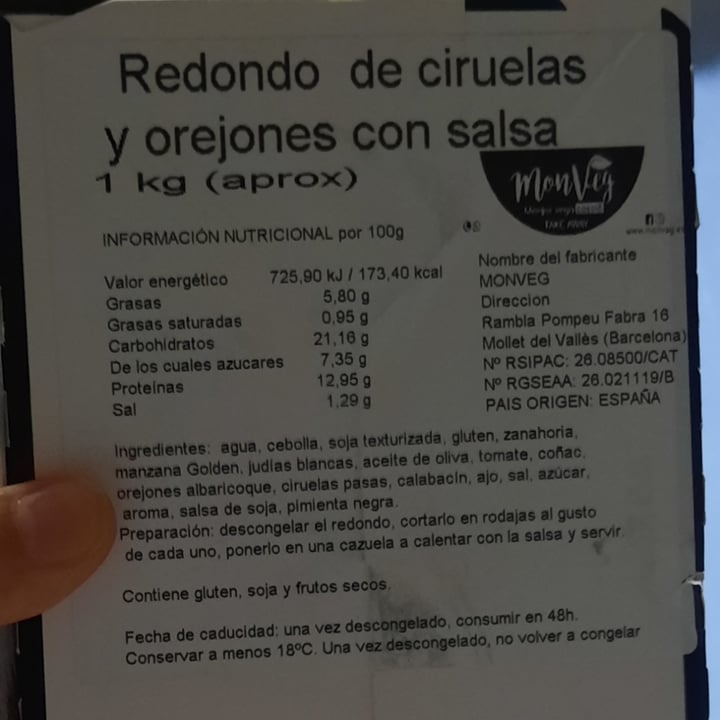 Redondo de ciruelas
y orejones con salsa
1 kg (aprox)
MonVeg
TAKE AWAY
INFORMACIÓN NUTRICIONAL por 100g
Valor energético 725,90 kJ / 173,40 kcal
Grasas 5,80 g
Grasas saturadas 0,95 g
Carbohidratos 21,16 g
De los cuales azucares 7,35 g
Proteínas 12,95 g
Sal 1,29 g
Nombre del fabricante
MONVEG
Direccion
Rambla Pompeu Fabra 16
Mollet del Vallès (Barcelona)
Nº RSIPAC: 26.08500/CAT
Nº RGSEAA: 26.021119/B
PAIS ORIGEN: ESPAÑA
Ingredientes: agua, cebolla, soja texturizada, gluten, zanahoria,
manzana Golden, judías blancas, aceite de oliva, tomate, coñac,
orejones albaricoque, ciruelas pasas, calabacín, ajo, sal, azúcar,
aroma, salsa de soja, pimienta negra.
Preparación: descongelar el redondo, cortarlo en rodajas al gusto
de cada uno, ponerlo en una cazuela a calentar con la salsa y servir.
Contiene gluten, soja y frutos secos.
Fecha de caducidad: una vez descongelado, consumir en 48h.
Conservar a menos 18ºC. Una vez descongelado, no volver a congelar